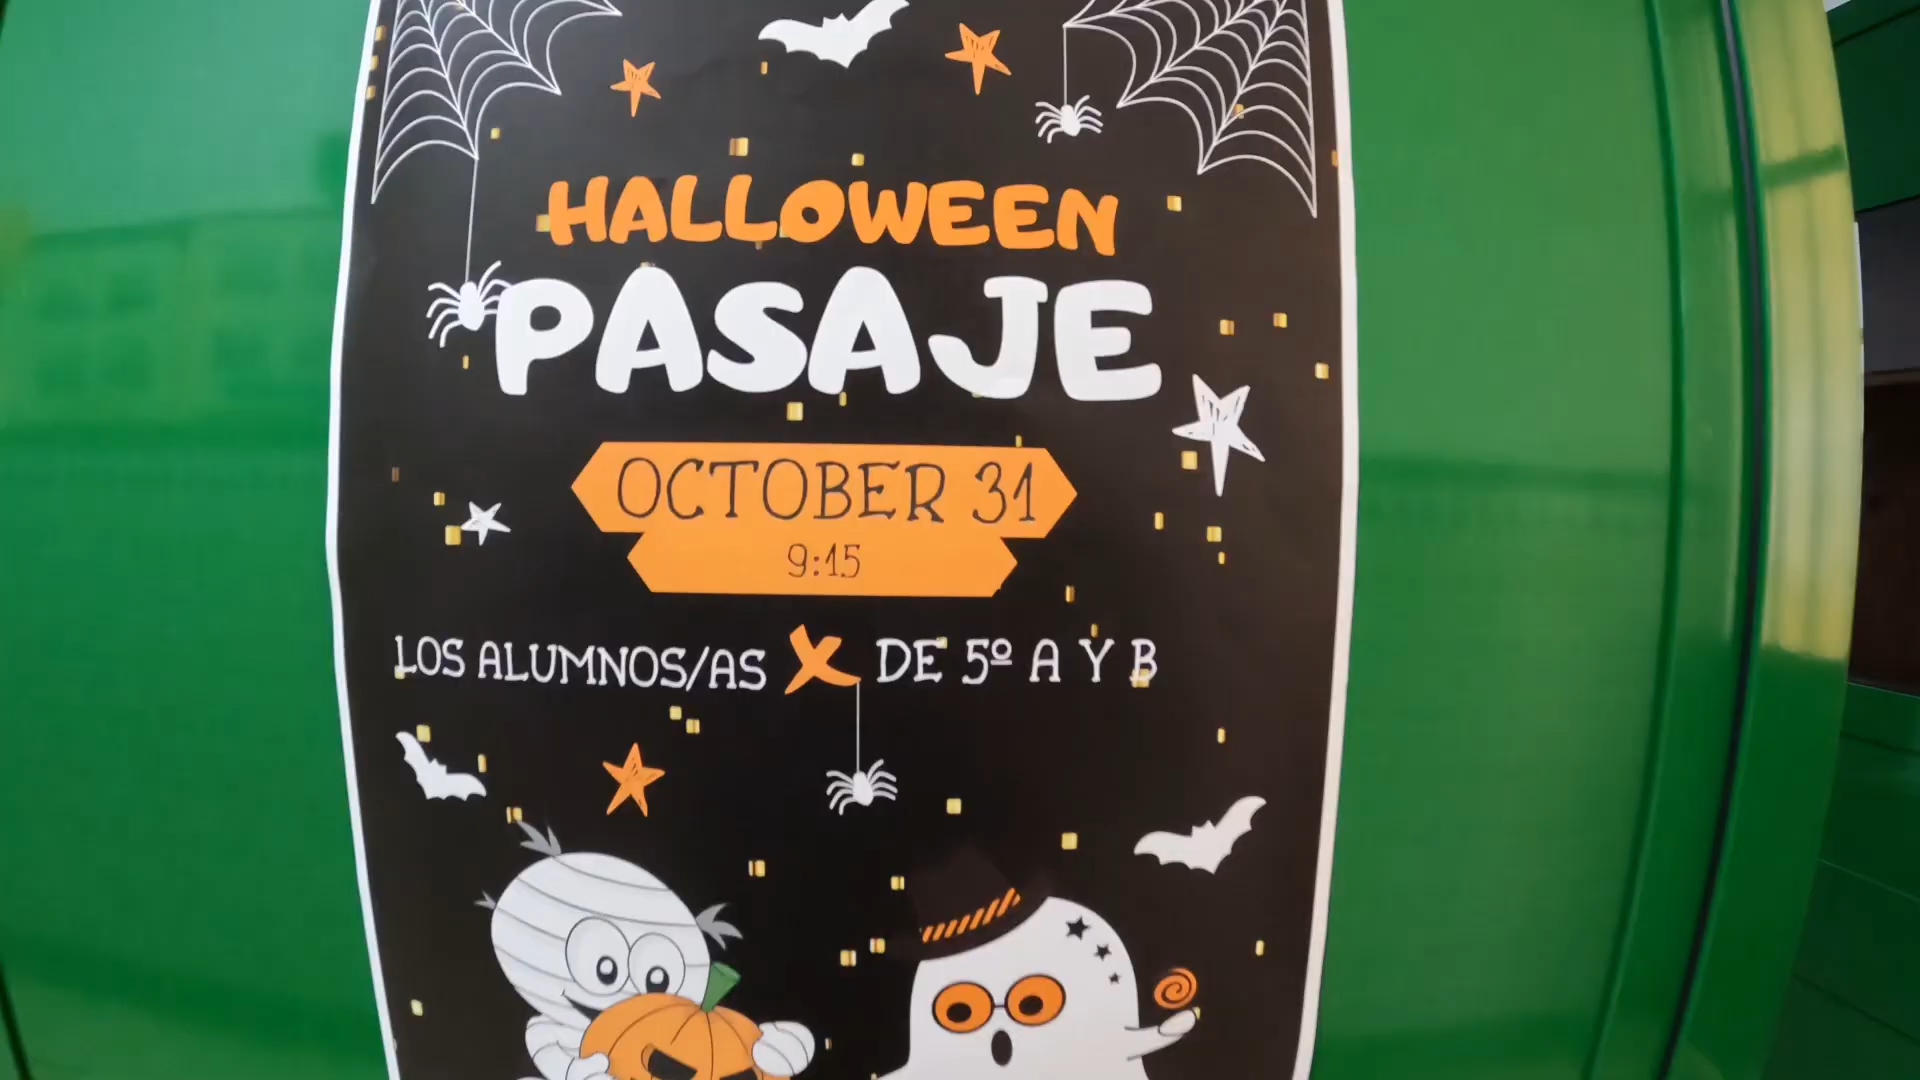 HALLOWEEN
PASAJE
OCTOBER 31
9:15
LOS ALUMNOS/AS X DE 5º A Y B